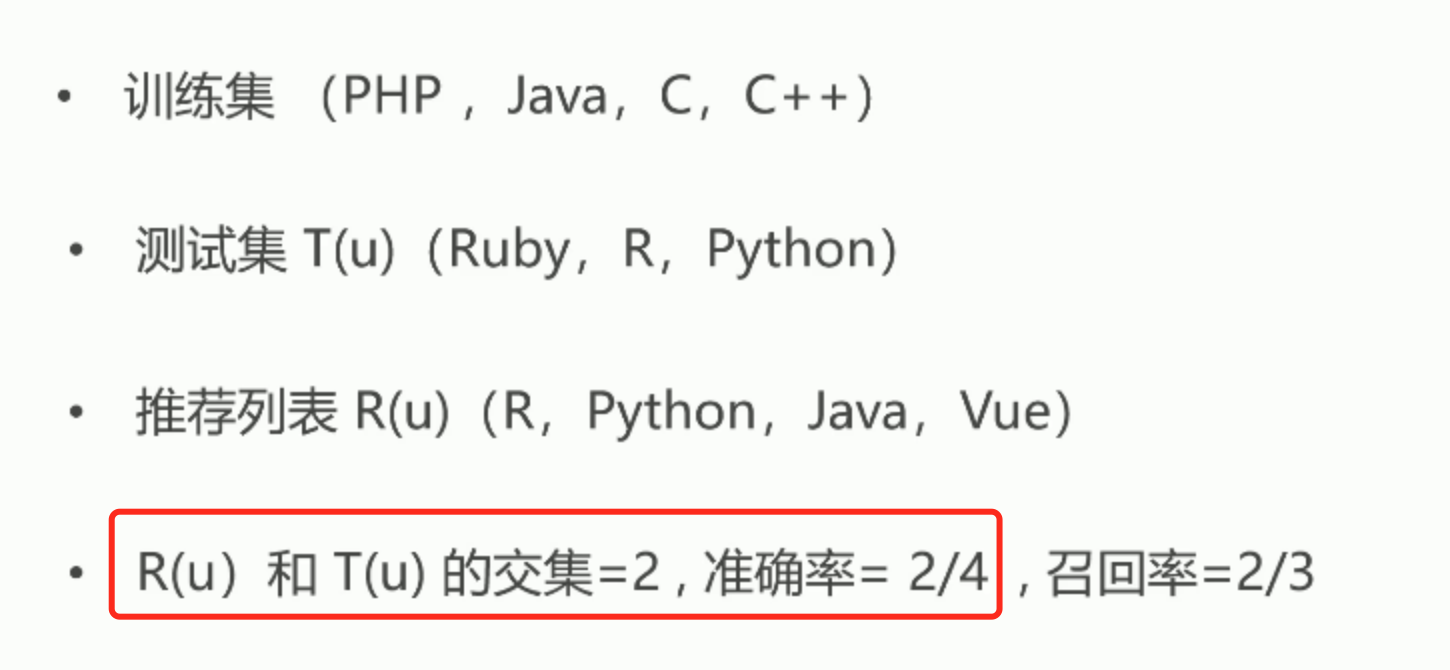 • 训练集 （PHP ，Java，C，C++）
• 测试集 T(u)（Ruby，R，Python）
• 推荐列表 R(u)（R，Python，Java，Vue）
• R(u）和 T(u) 的交集=2 , 准确率= 2/4 , 召回率=2/3